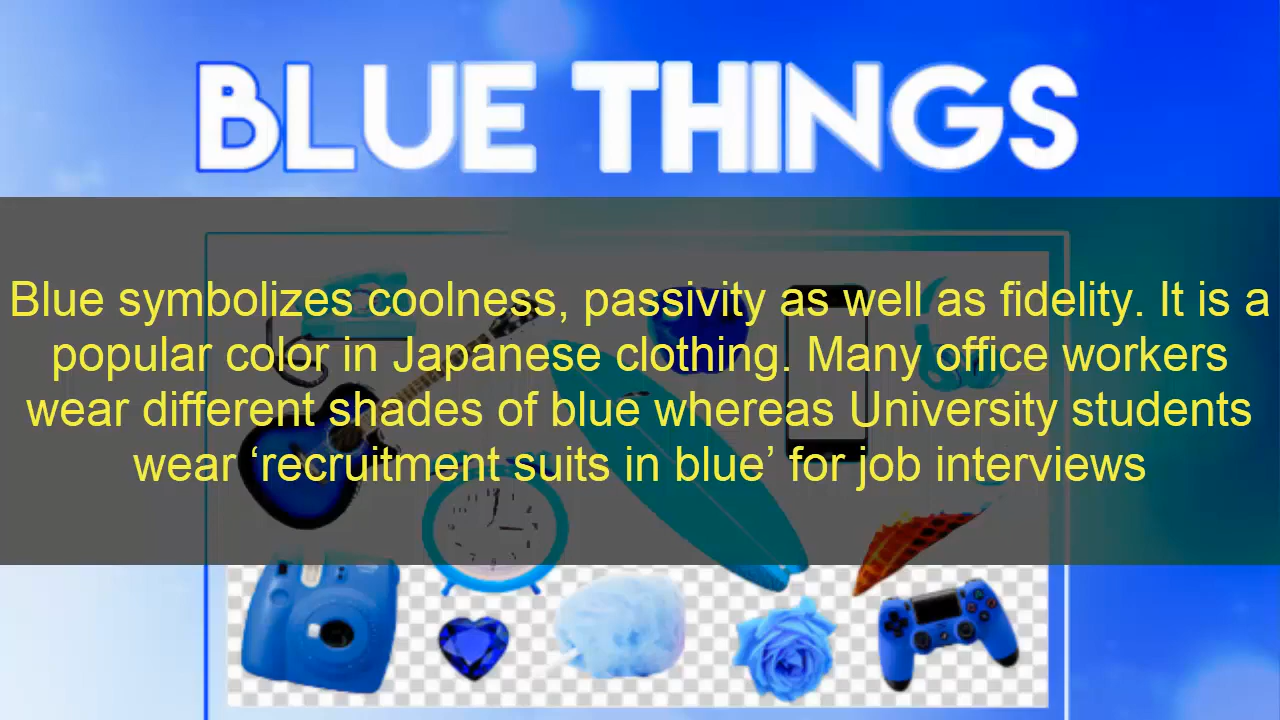 BLUE THINGS
Blue symbolizes coolness, passivity as well as fidelity. It is a
popular color in Japanese clothing. Many office workers
wear different shades of blue whereas University students
wear ‘recruitment suits in blue’ for job interviews